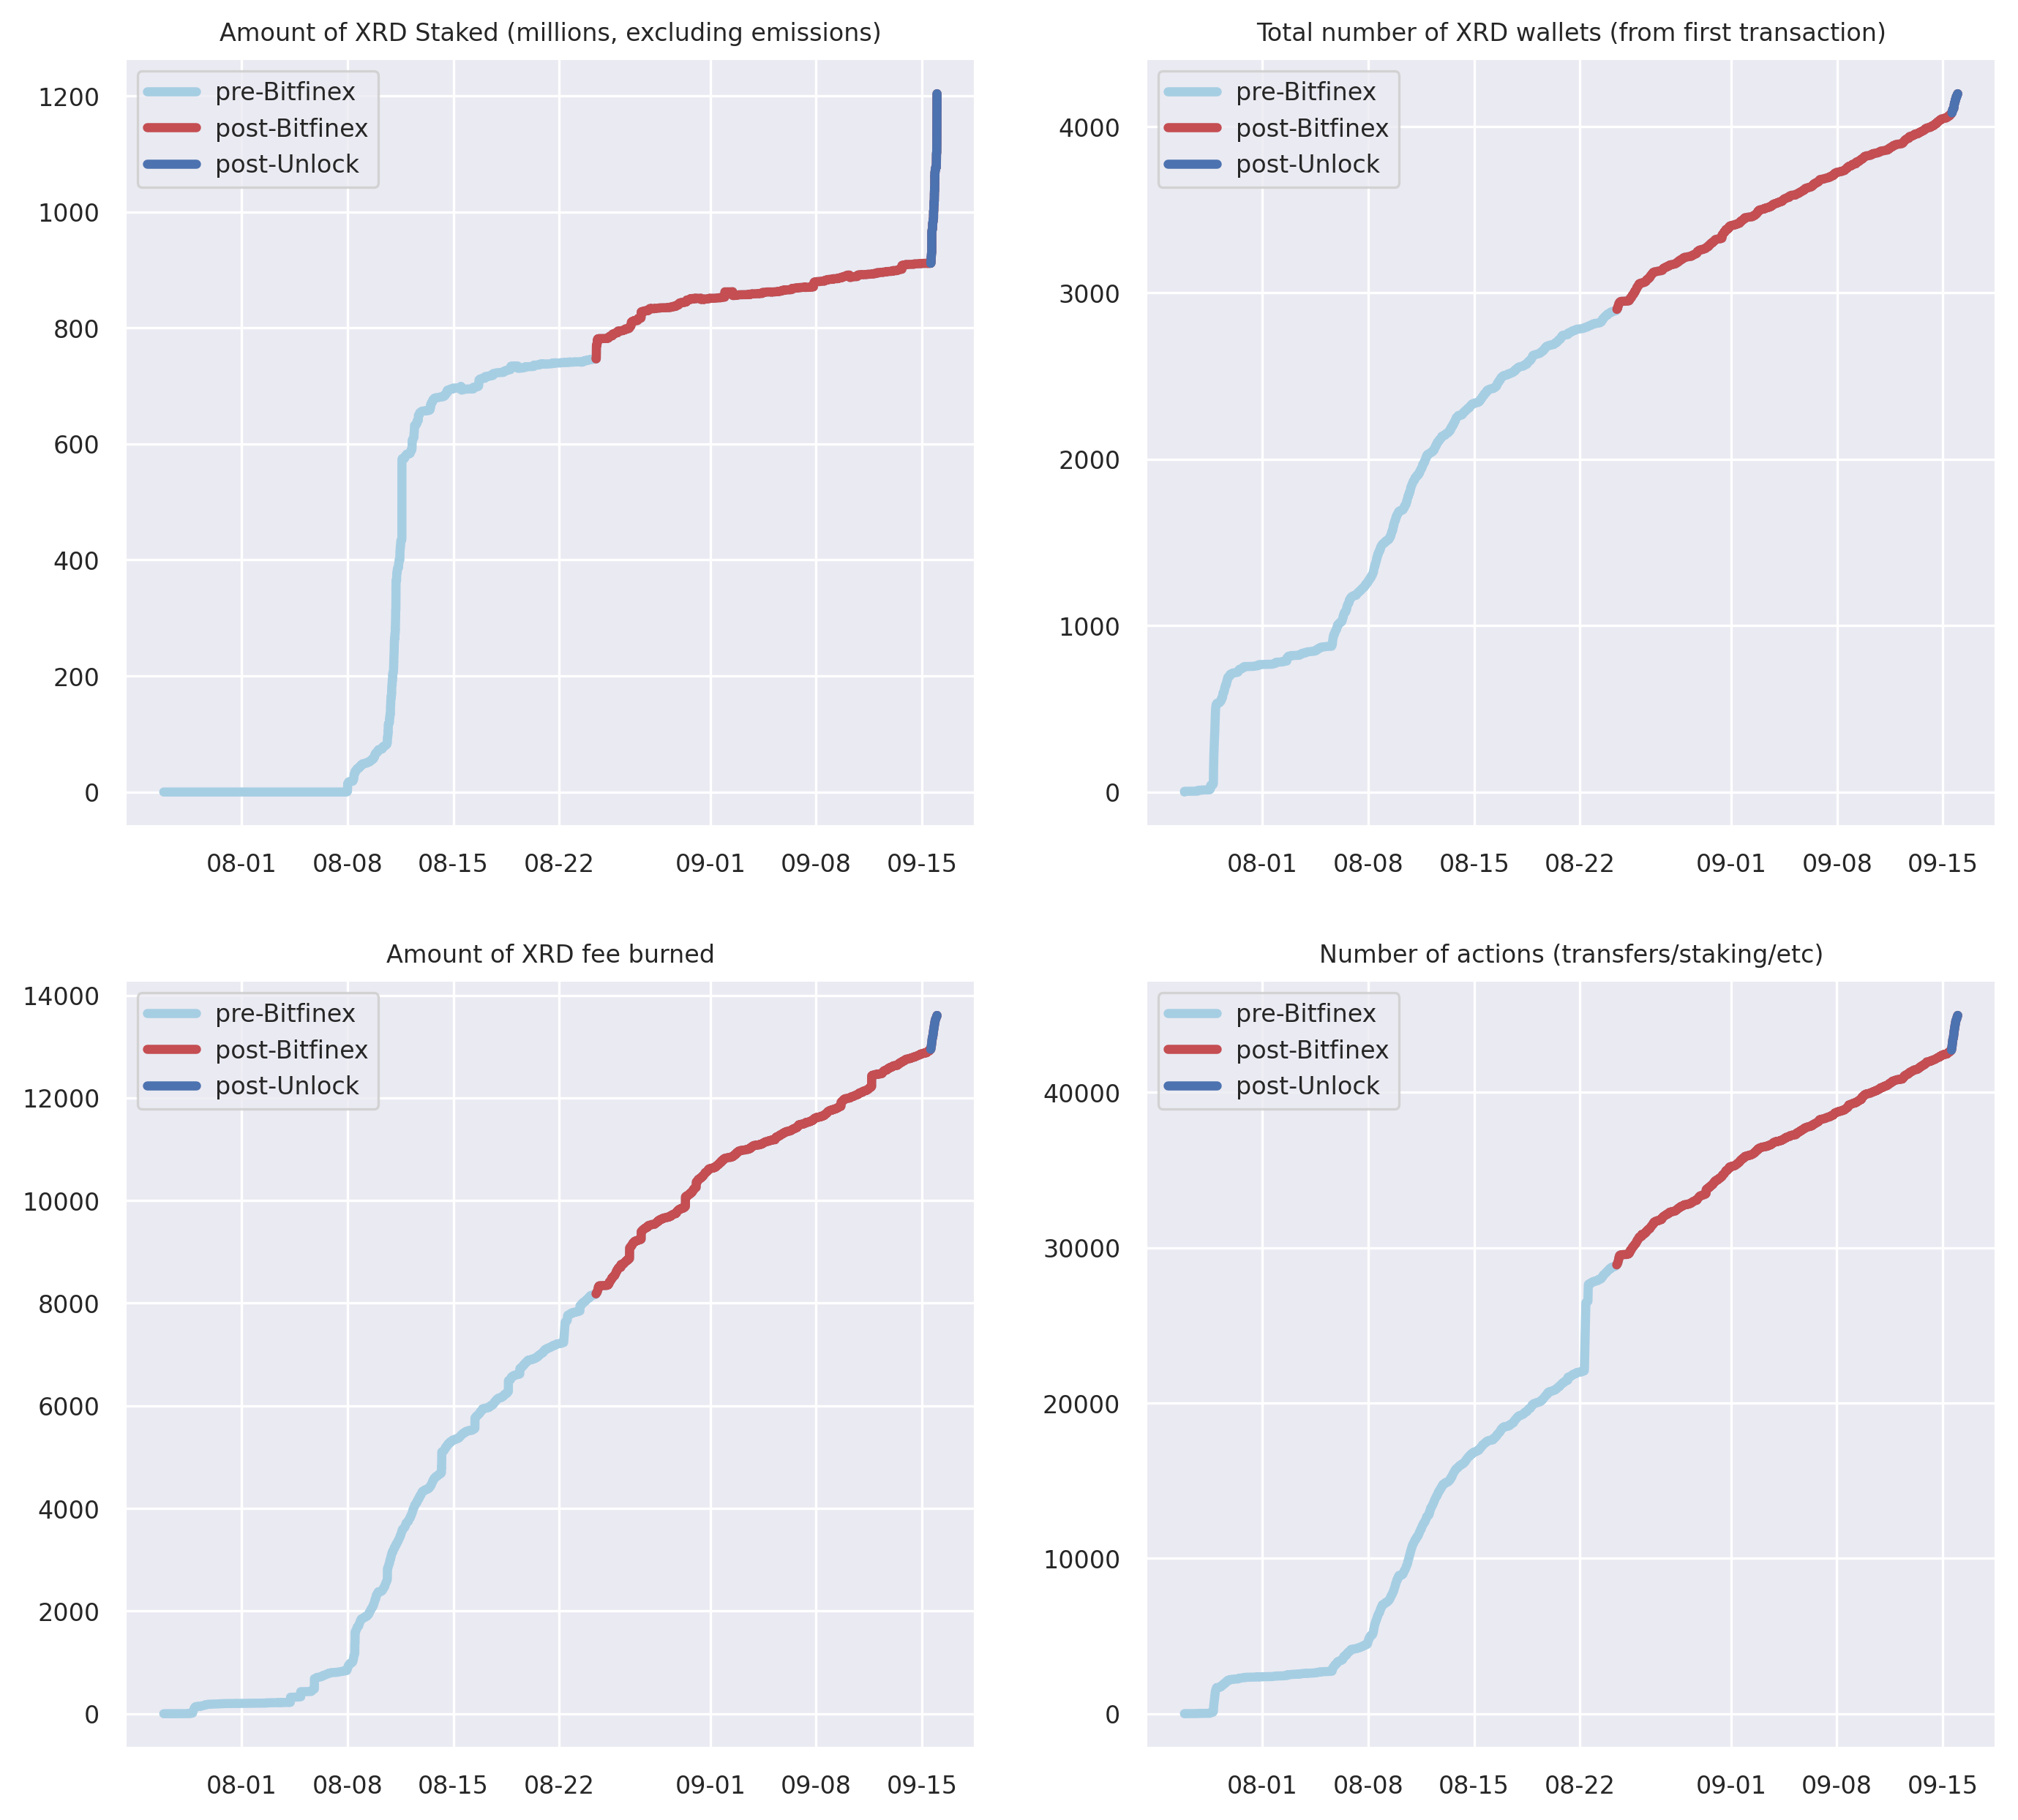 Amount of XRD Staked (millions, excluding emissions)
pre-Bitfinex
post-Bitfinex
post-Unlock
1200
1000
800
600
400
200
0
08-01 08-08 08-15 08-22 09-01 09-08 09-15
Total number of XRD wallets (from first transaction)
pre-Bitfinex
post-Bitfinex
post-Unlock
4000
3000
2000
1000
0
08-01 08-08 08-15 08-22 09-01 09-08 09-15
Amount of XRD fee burned
pre-Bitfinex
post-Bitfinex
post-Unlock
14000
12000
10000
8000
6000
4000
2000
0
08-01 08-08 08-15 08-22 09-01 09-08 09-15
Number of actions (transfers/staking/etc)
pre-Bitfinex
post-Bitfinex
post-Unlock
40000
30000
20000
10000
0
08-01 08-08 08-15 08-22 09-01 09-08 09-15